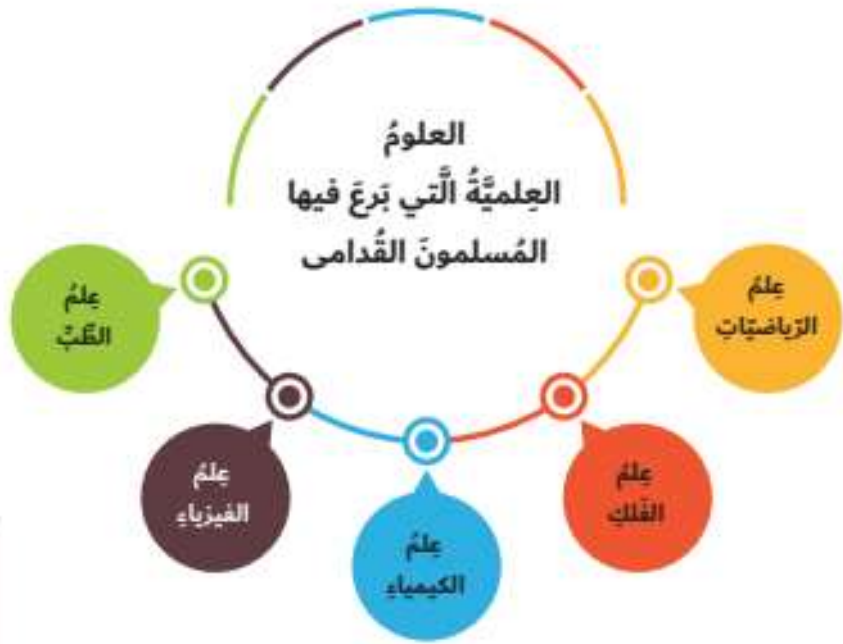 العلومُ
العِلميَّةُ الَّتي بَرعَ فيها
المُسلمونَ القُدامى
عِلمُ
الرّياضيّاتِ
عِلمُ
الفَلكِ
عِلمُ
الكيمياءِ
عِلمُ
الفيزياءِ
عِلمُ
الطِّبِّ